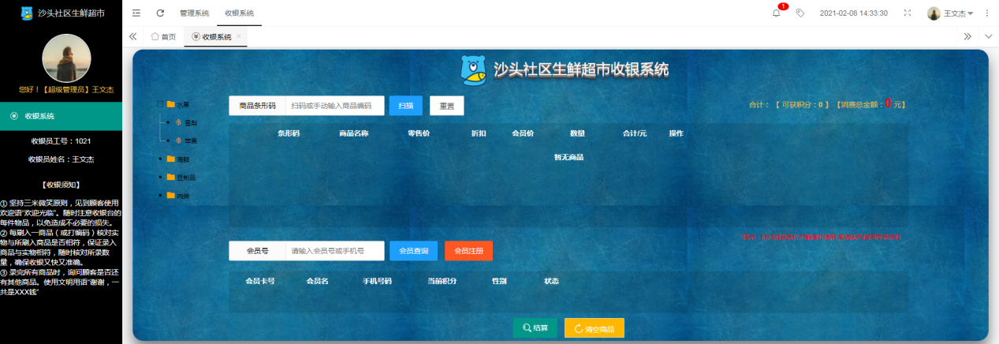 沙头社区生鲜超市
管理系统
收银系统
1
2021-02-08 14:33:30
王文杰
首页
收银系统
您好！【超级管理员】王文杰
收银系统
收银员工号：1021
收银员姓名：王文杰
【收银须知】
① 坚持三米微笑原则，见到顾客使用
欢迎语"欢迎光临"。随时注意收银台的
每件物品，以免造成不必要的损失。
② 每刷入一商品（或打编码）核对实
物与所刷入商品是否相符，保证录入
商品与实物相符，随时核对所录数
量，确保收银又快又准确。
③ 录完所有商品时，询问顾客是否还
有其他商品。使用文明用语"谢谢，一
共是XXX钱"
沙头社区生鲜超市收银系统
水果
雪梨
苹果
海鲜
豆制品
肉类
商品条形码 扫码或手动输入商品编码 扫描 重置
合计： 【 可获积分：0 】【消费总金额：0 元】
条形码 商品名称 零售价 折扣 会员价 数量 合计/元 操作
暂无商品
会员号 请输入会员号或手机号 会员查询 会员注册
会员卡号 会员名 手机号码 当前积分 性别 状态
结算 清空商品